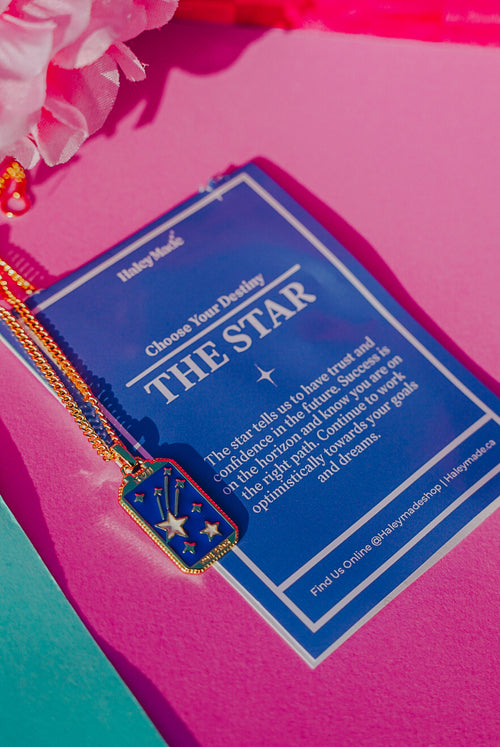 Haley Made
Choose Your Destiny
THE STAR
The star tells us to have trust and
confidence in the future. Success is
on the horizon and know you are on
the right path. Continue to work
optimistically towards your goals
and dreams.
Find Us Online @Haleymadeshop | Haleymade.ca